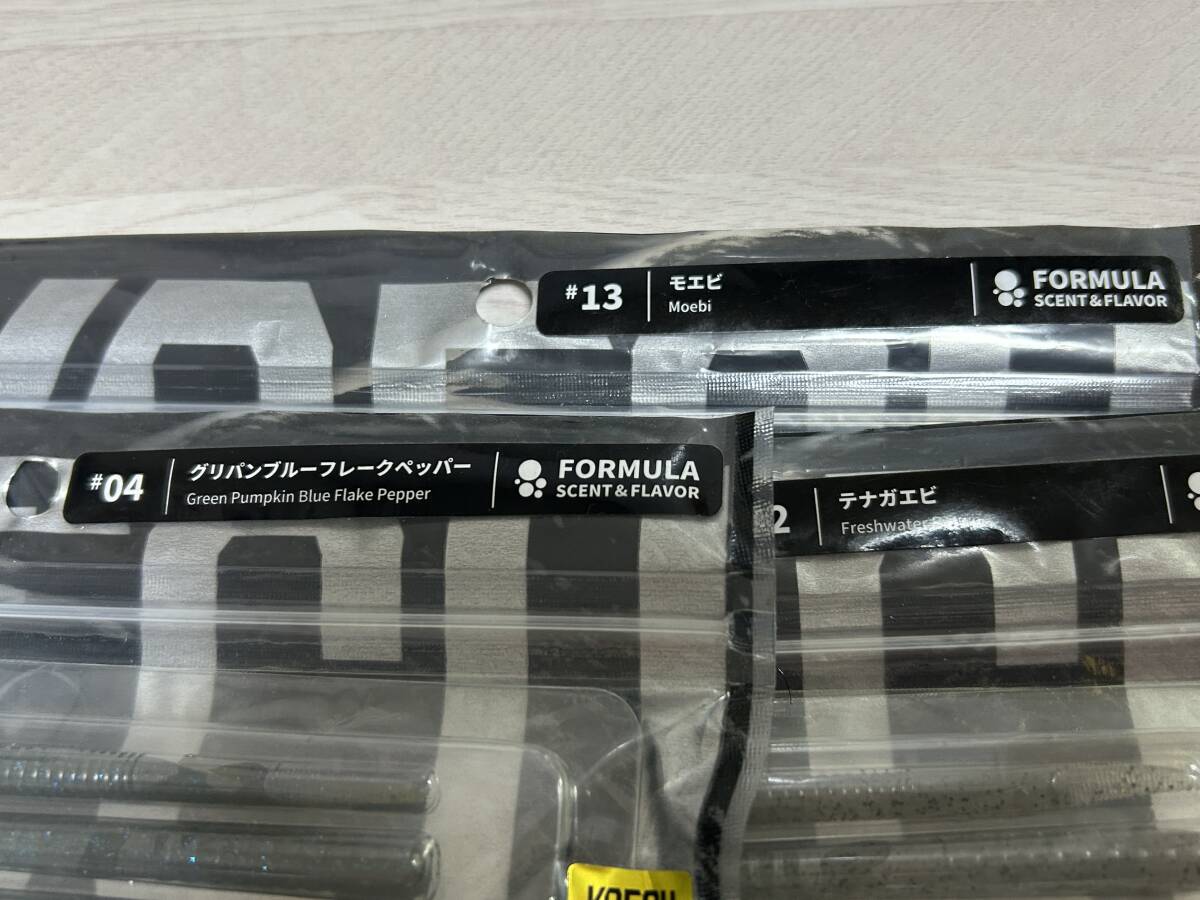 #13
モエビ
Moebi
FORMULA
SCENT & FLAVOR
#04
グリパンブルーフレークペッパー
Green Pumpkin Blue Flake Pepper
FORMULA
SCENT & FLAVOR
2
テナガエビ
Freshwater